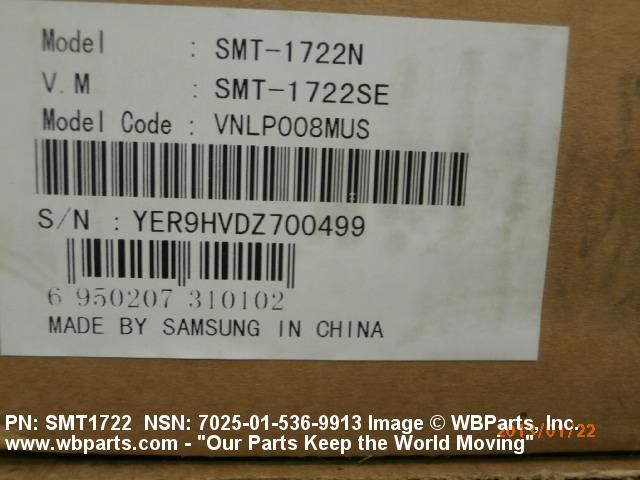 Model : SMT-1722N
V.M : SMT-1722SE
Model Code : VNLP008MUS
S/N : YER9HVDZ700499
6 950207 310102
MADE BY SAMSUNG IN CHINA
PN: SMT1722 NSN: 7025-01-536-9913 Image © WBParts, Inc.
www.wbparts.com - "Our Parts Keep the World Moving"